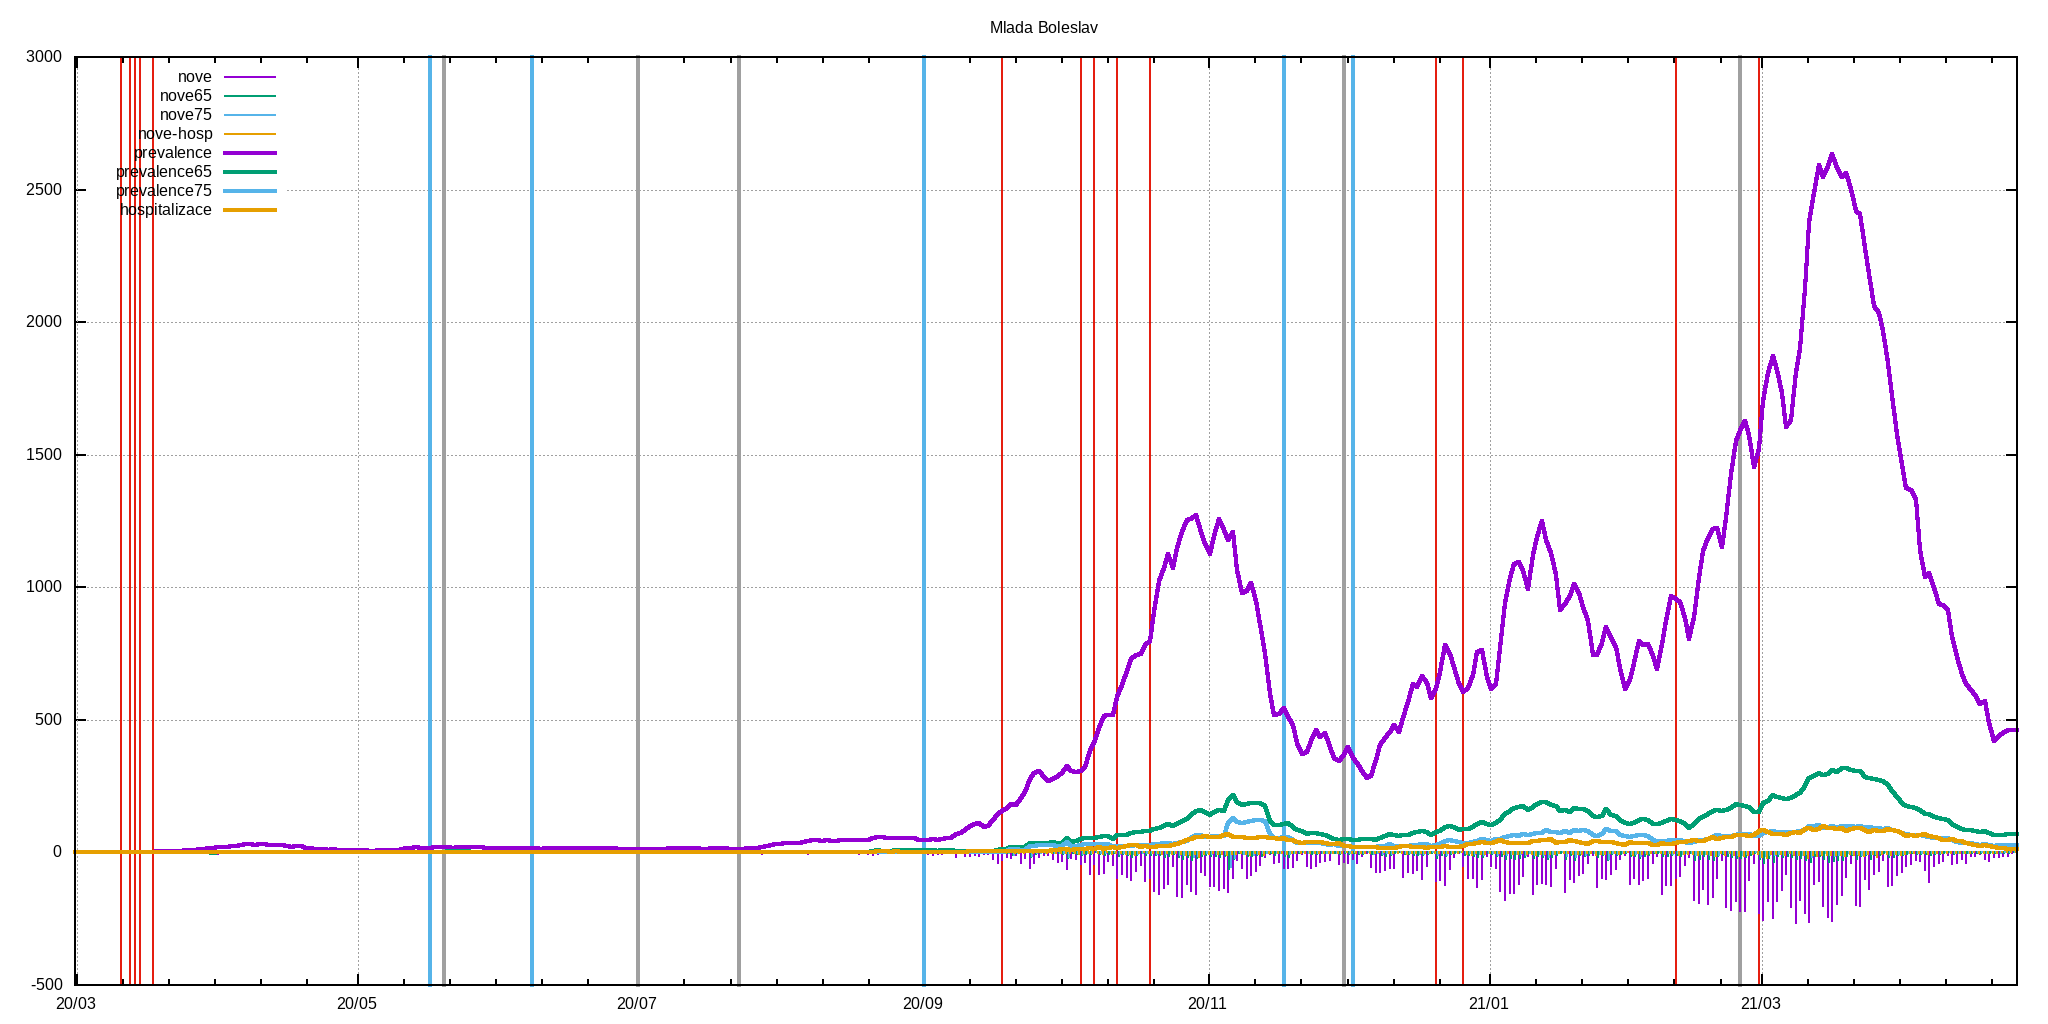 Mlada Boleslav
3000
nove
nove65
nove75
nove-hosp
prevalence
prevalence65
2500
prevalence75
hospitalizace
2000
1500
1000
500
0
-500
20/03 20/05 20/07 20/09 20/11 21/01 21/03